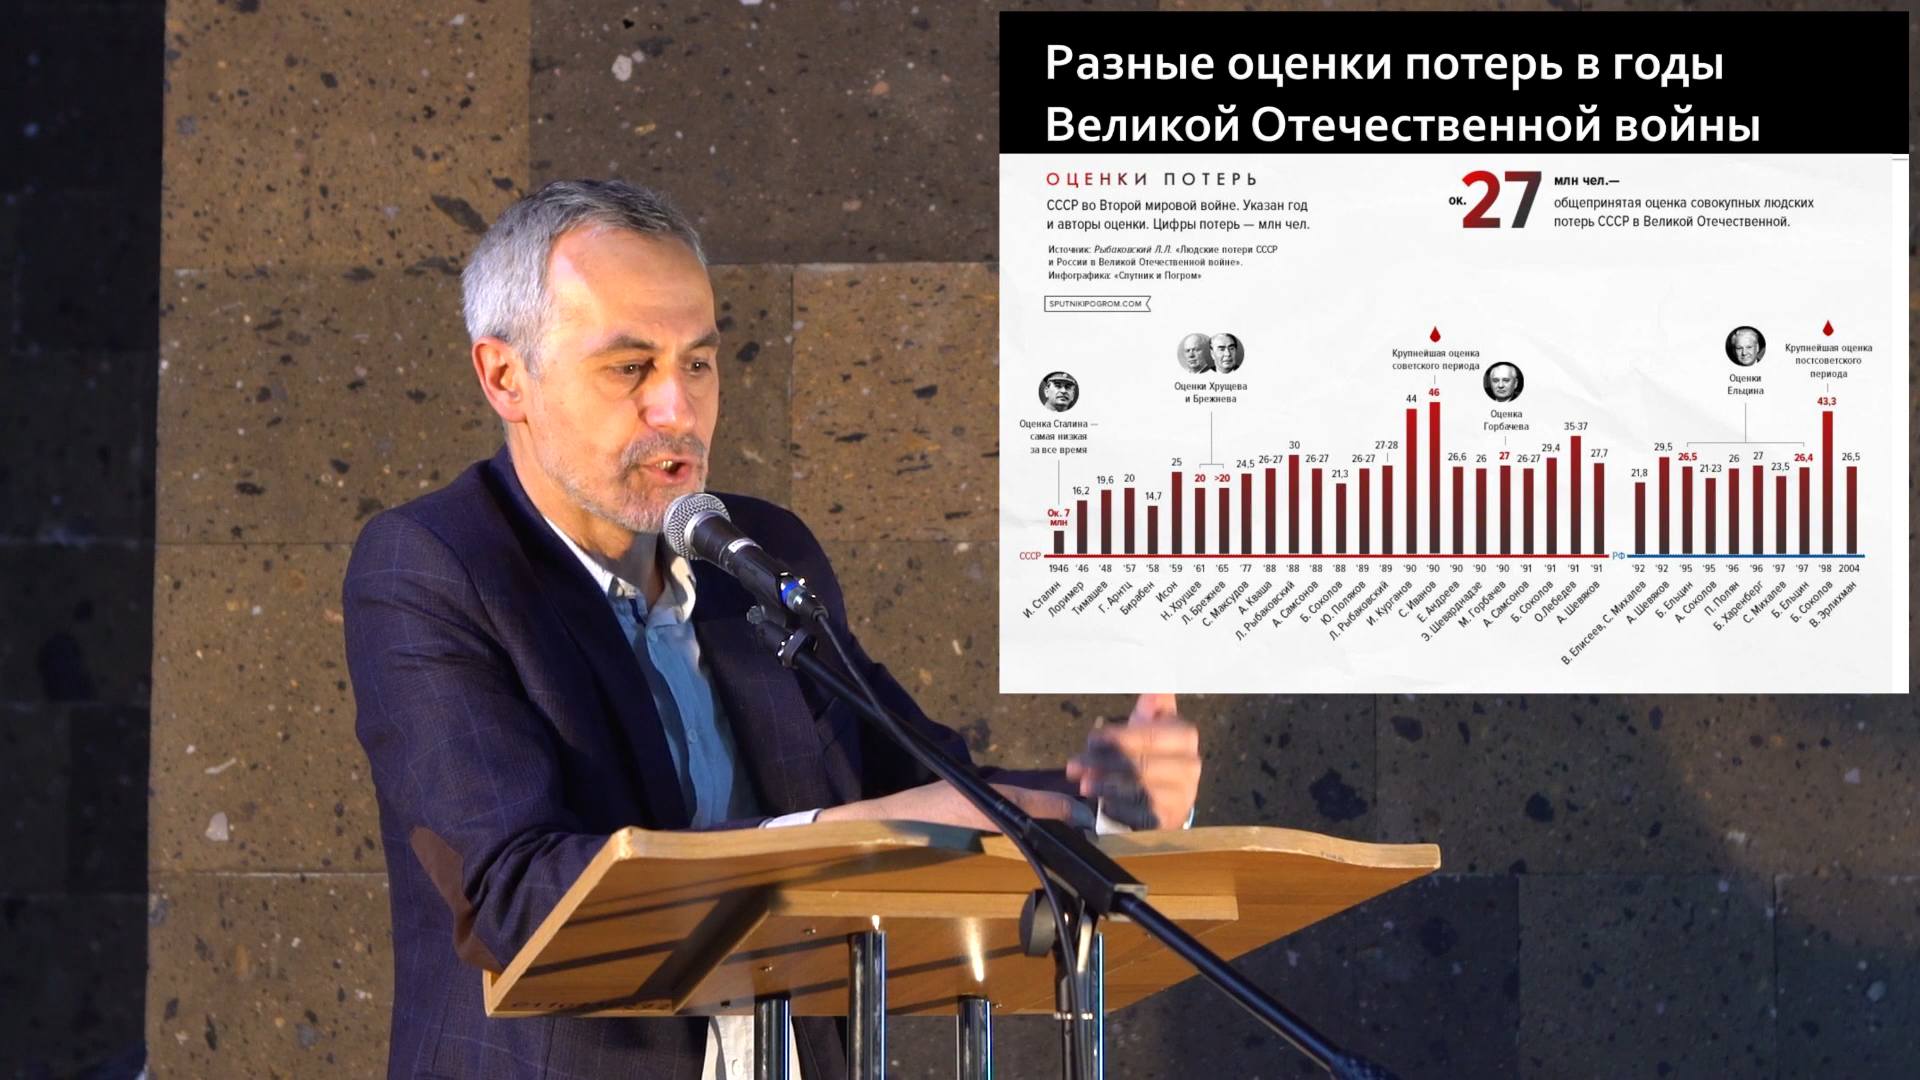 Разные оценки потерь в годы
Великой Отечественной войны
ОЦЕНКИ ПОТЕРЬ
СССР во Второй мировой войне. Указан год
и авторы оценки. Цифры потерь — млн чел.
Источник: Рыбаковский Л.Л. «Людские потери СССР
и России в Великой Отечественной войне».
Инфографика: «Спутник и Погром»
SPUTNIKIPOGROM.COM
ок. 27 млн чел.—
общепринятая оценка совокупных людских
потерь СССР в Великой Отечественной.
Оценка Сталина —
самая низкая
за все время
Оценки Хрущева
и Брежнева
Крупнейшая оценка
советского периода
Оценка
Горбачева
Оценки
Ельцина
Крупнейшая оценка
постсоветского
периода
Ок. 7
млн
16,2 19,6 20 14,7 25 20 >20 24,5 26-27 30 26-27 21,3 26-27 27-28 44 46 26,6 26 27 26-27 29,4 35-37 27,7 21,8 29,5 26,5 21-23 26 27 23,5 26,4 43,3 26,5
СССР
РФ
1946 '46 '48 '57 '58 '59 '61 '65 '77 '88 '88 '88 '88 '89 '89 '90 '90 '90 '90 '90 '91 '91 '91 '91 '92 '92 '95 '95 '96 '96 '97 '97 '98 2004
И. Сталин
Лоример
Тимашев
Г. Аритц
Бирабен
Исон
Н. Хрущев
Л. Брежнев
С. Максудов
А. Кваша
Л. Рыбаковский
А. Самсонов
Б. Соколов
Ю. Поляков
Л. Рыбаковский
И. Курганов
С. Иванов
Е. Андреев
Э. Шеварднадзе
М. Горбачев
А. Самсонов
Б. Соколов
О.Лебедев
А. Шевяков
В. Елисеев, С. Михалев
А. Шевяков
Б. Ельцин
А. Соколов
П. Полян
Б. Харенберг
С. Михалев
Б. Ельцин
Б. Соколов
В. Эрлихман